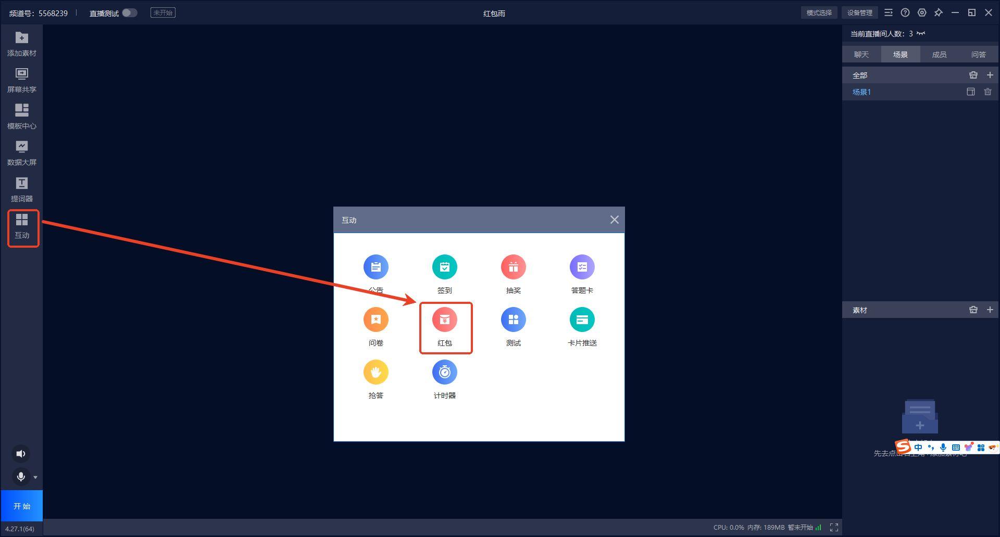 频道号：5568239
直播测试
未开始
红包雨
模式选择
设备管理
添加素材
屏幕共享
模板中心
数据大屏
提词器
互动
开 始
4.27.1(64)
互动
公告
签到
抽奖
答题卡
问卷
红包
测试
卡片推送
抢答
计时器
当前直播间人数：3
聊天
场景
成员
问答
全部
场景1
素材
中
先去点击
CPU: 0.0% 内存: 189MB 暂未开始